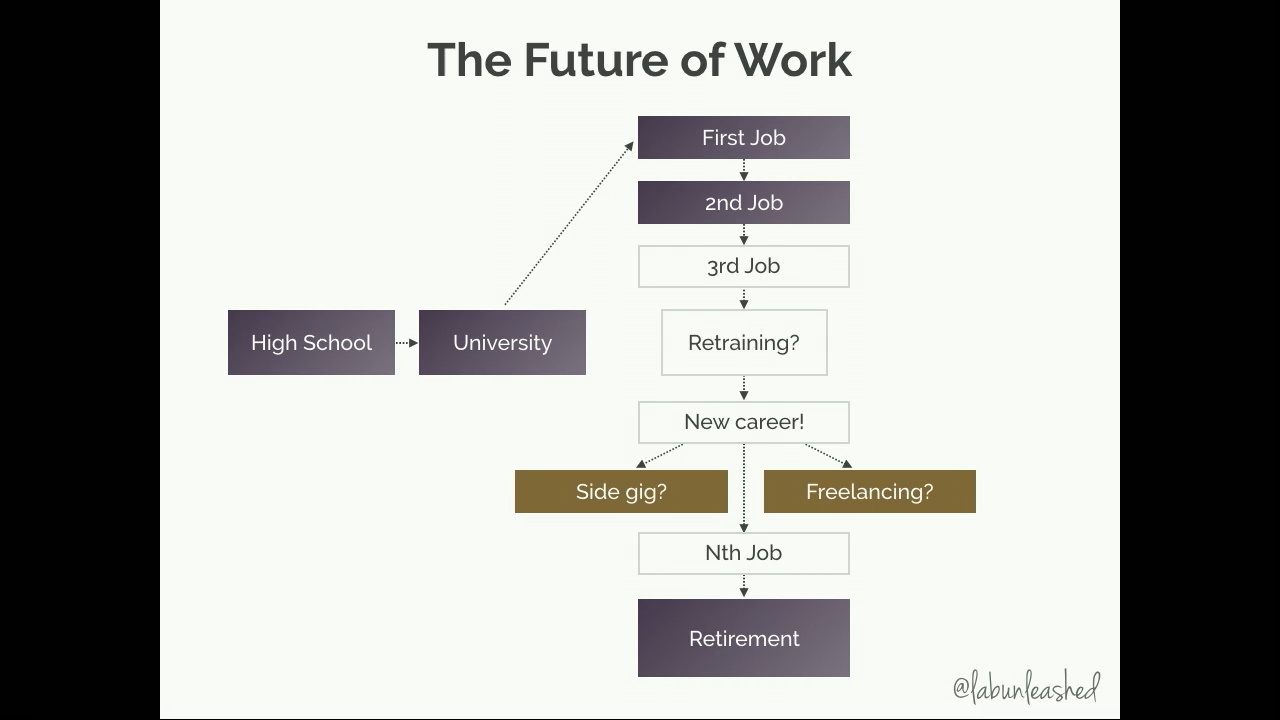 The Future of Work
First Job
2nd Job
3rd Job
High School
University
Retraining?
New career!
Side gig?
Freelancing?
Nth Job
Retirement
@labunleashed